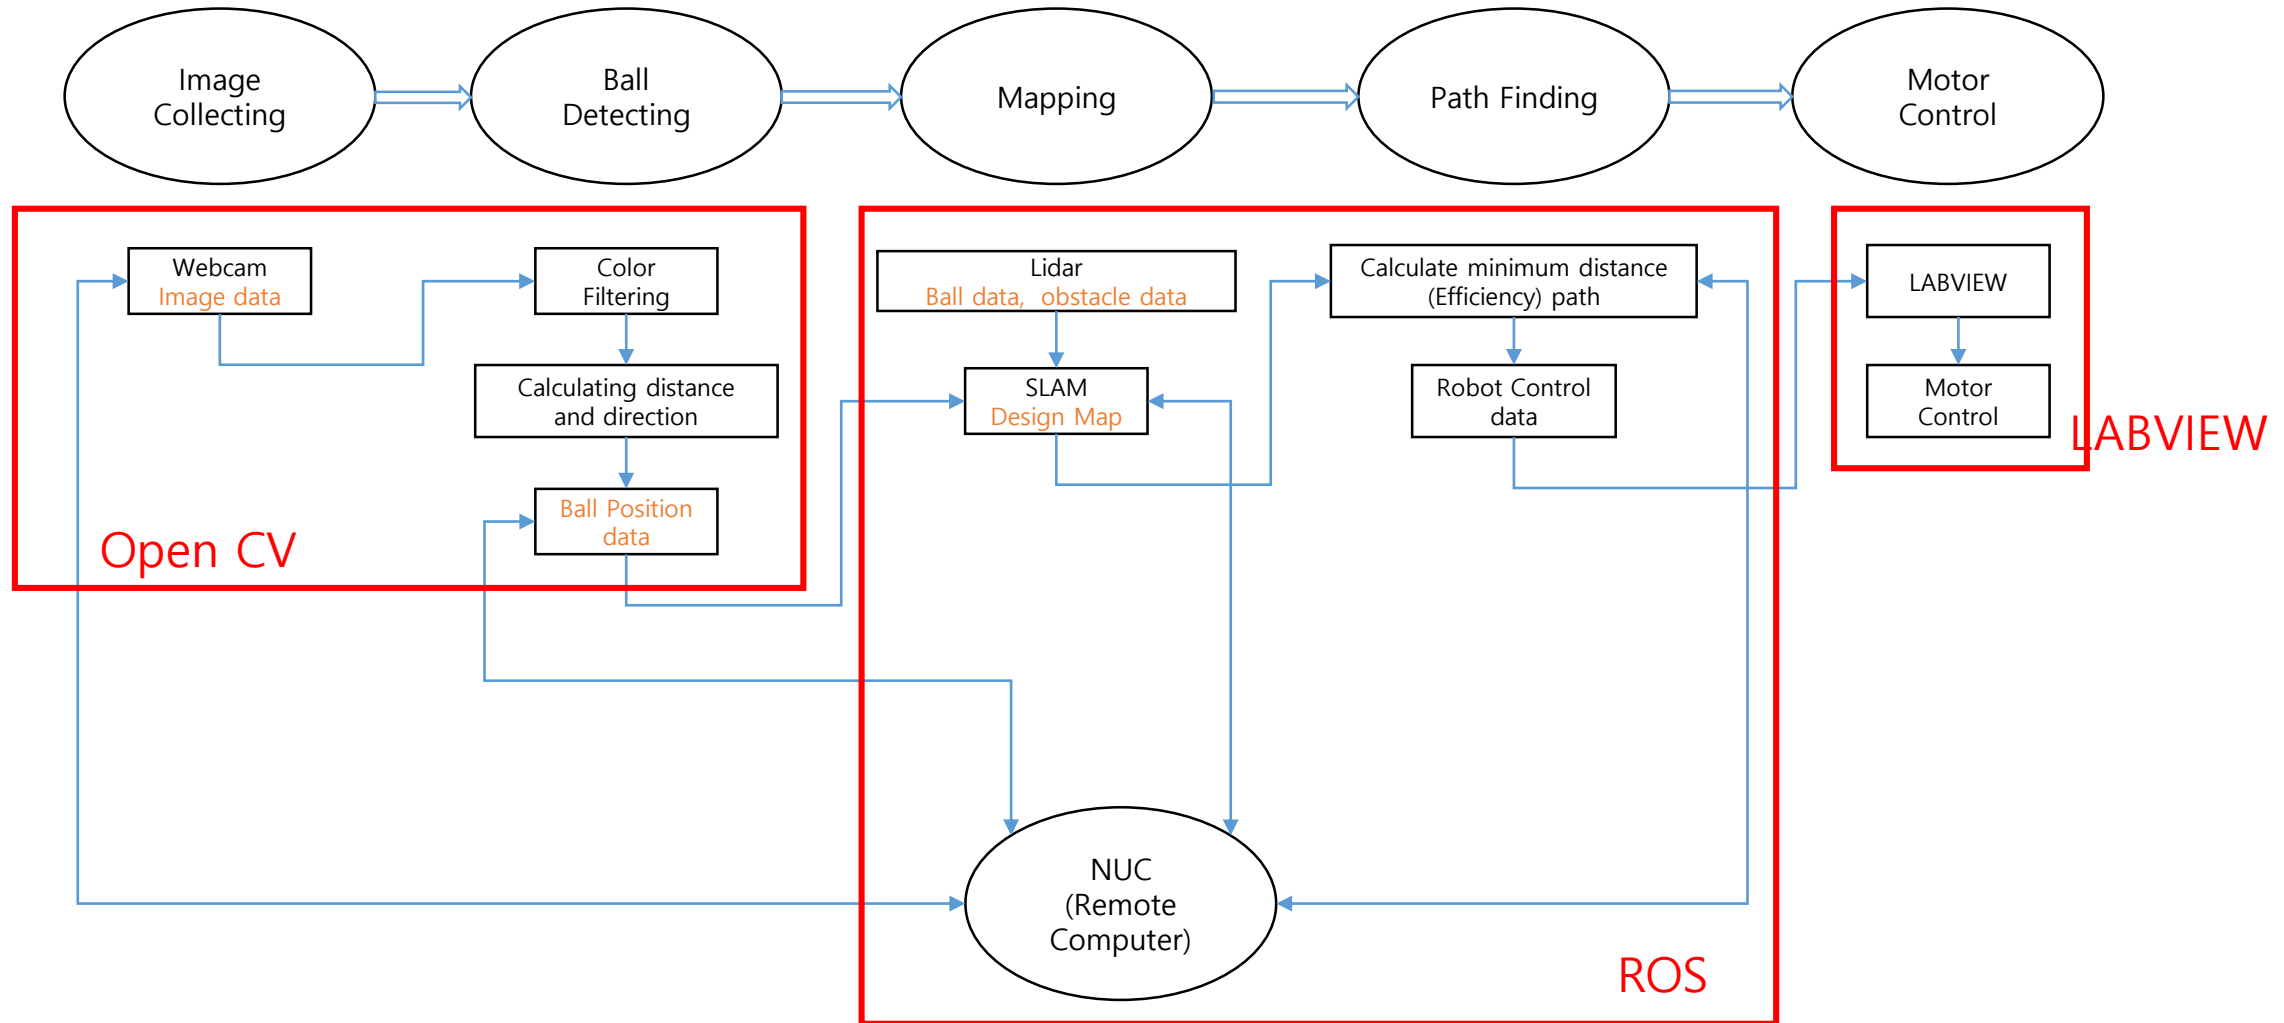 Image
Collecting
Ball
Detecting
Mapping
Path Finding
Motor
Control
Webcam
Image data
Color
Filtering
Calculating distance
and direction
Ball Position
data
Open CV
Lidar
Ball data, obstacle data
SLAM
Design Map
Calculate minimum distance
(Efficiency) path
Robot Control
data
LABVIEW
Motor
Control
LABVIEW
NUC
(Remote
Computer)
ROS